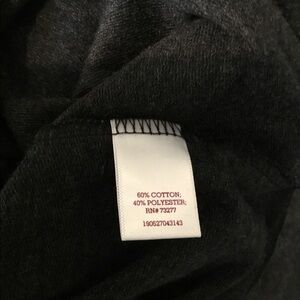 60% COTTON;
40% POLYESTER;
RN# 73277
190527043143